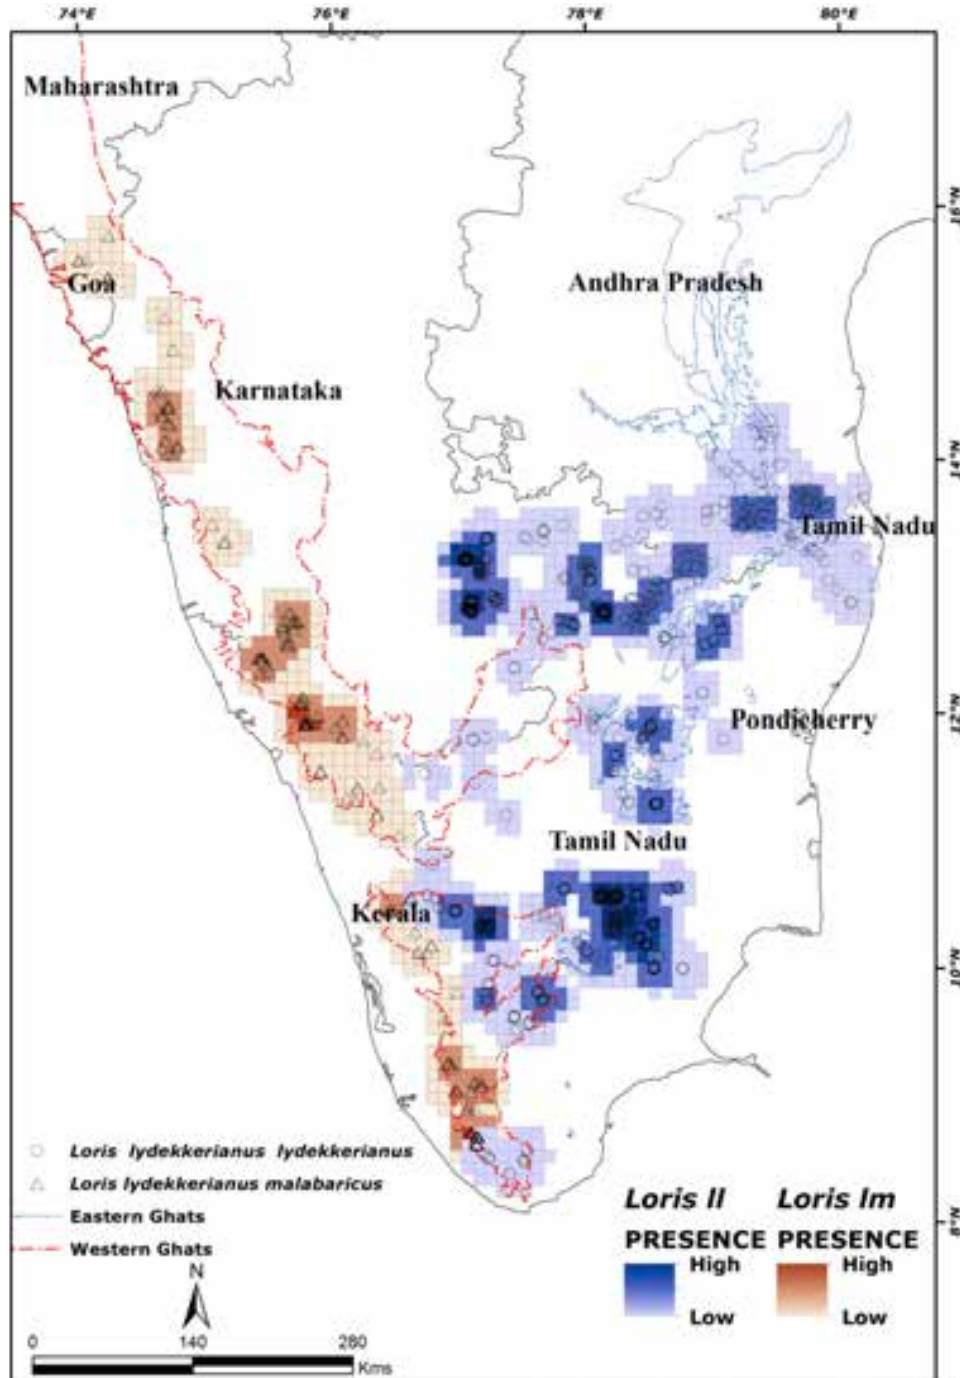 74°E 76°E 78°E 80°E
Maharashtra
16°N
Goa
Andhra Pradesh
Karnataka
14°N
Tamil Nadu
12°N
Pondicherry
Tamil Nadu
Kerala
10°N
Loris lydekkerianus lydekkerianus
Loris lydekkerianus malabaricus
Eastern Ghats
Western Ghats
Loris ll Loris lm
PRESENCE PRESENCE
High High
Low Low
8°N
N
0 140 280
Kms